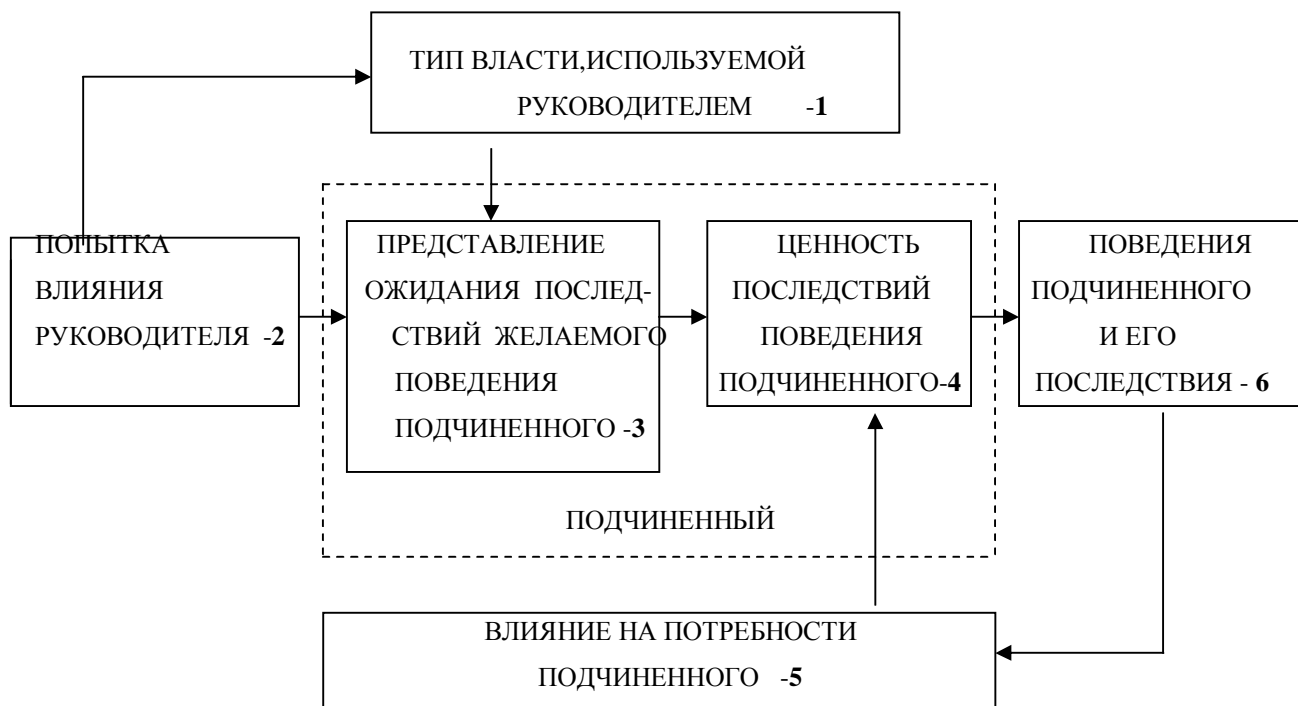 ТИП ВЛАСТИ,ИСПОЛЬЗУЕМОЙ
РУКОВОДИТЕЛЕМ -1
ПОПЫТКА
ВЛИЯНИЯ
РУКОВОДИТЕЛЯ -2
ПРЕДСТАВЛЕНИЕ
ОЖИДАНИЯ ПОСЛЕД-
СТВИЙ ЖЕЛАЕМОГО
ПОВЕДЕНИЯ
ПОДЧИНЕННОГО -3
ЦЕННОСТЬ
ПОСЛЕДСТВИЙ
ПОВЕДЕНИЯ
ПОДЧИНЕННОГО-4
ПОВЕДЕНИЯ
ПОДЧИНЕННОГО
И ЕГО
ПОСЛЕДСТВИЯ - 6
ПОДЧИНЕННЫЙ
ВЛИЯНИЕ НА ПОТРЕБНОСТИ
ПОДЧИНЕННОГО -5